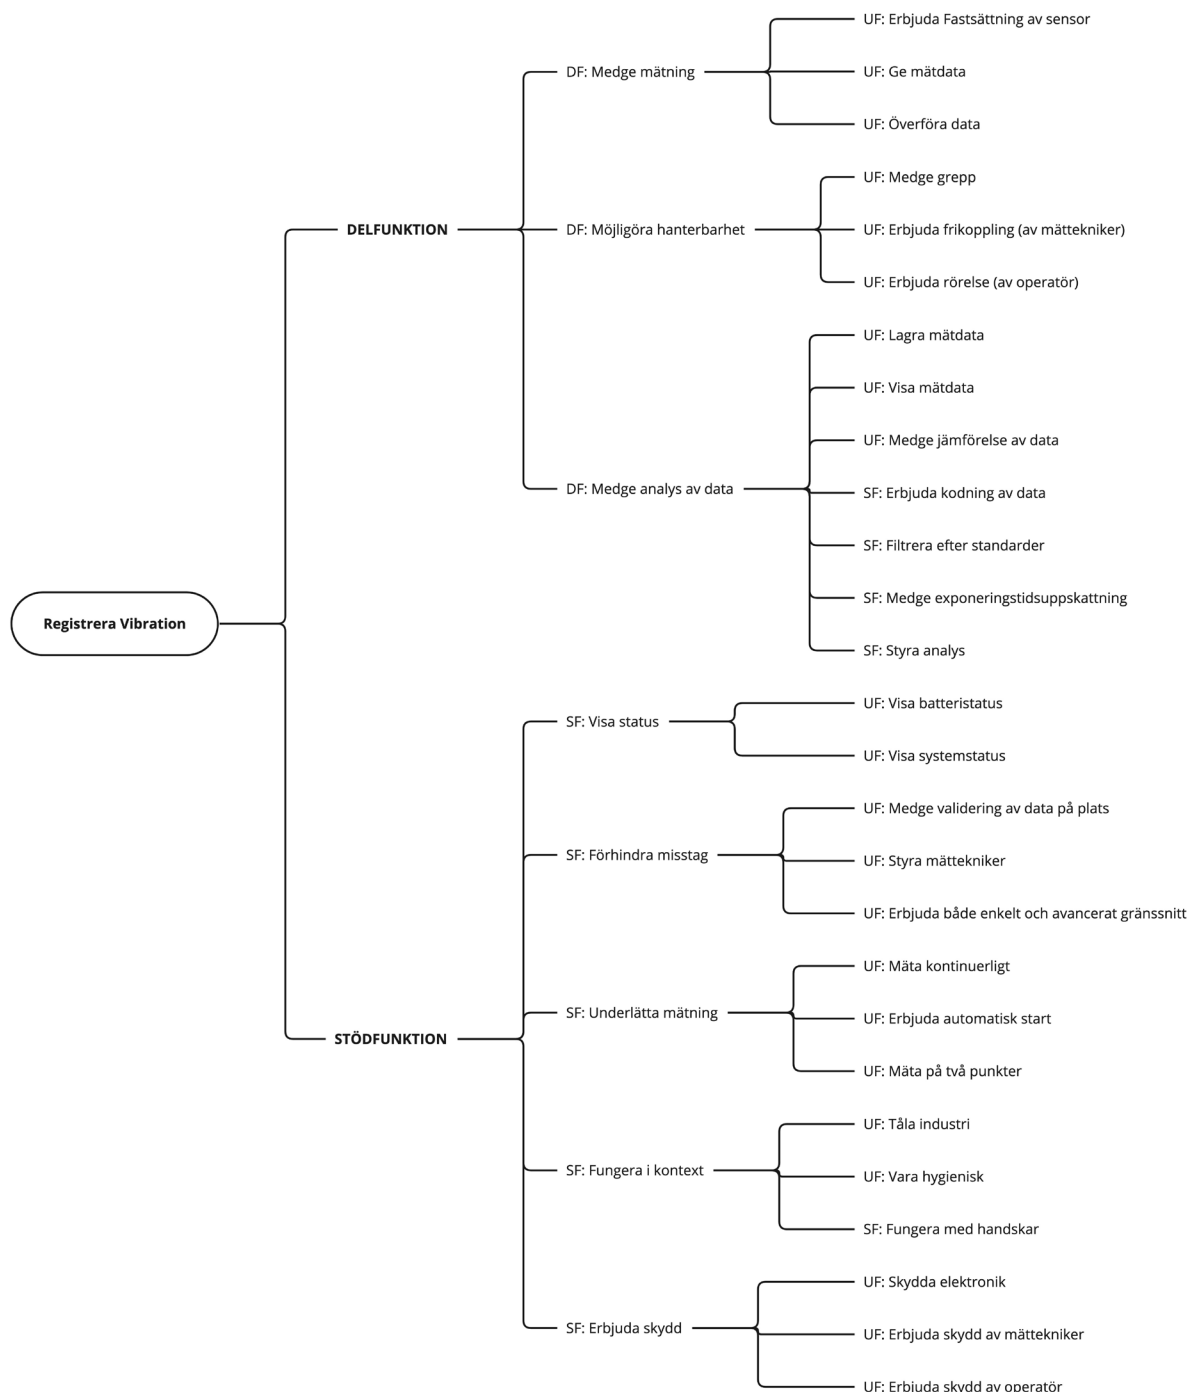 Registrera Vibration
DELFUNKTION
DF: Medge mätning
UF: Erbjuda Fastsättning av sensor
UF: Ge mätdata
UF: Överföra data
DF: Möjligöra hanterbarhet
UF: Medge grepp
UF: Erbjuda frikoppling (av mättekniker)
UF: Erbjuda rörelse (av operatör)
DF: Medge analys av data
UF: Lagra mätdata
UF: Visa mätdata
UF: Medge jämförelse av data
SF: Erbjuda kodning av data
SF: Filtrera efter standarder
SF: Medge exponeringstidsuppskattning
SF: Styra analys
STÖDFUNKTION
SF: Visa status
UF: Visa batteristatus
UF: Visa systemstatus
SF: Förhindra misstag
UF: Medge validering av data på plats
UF: Styra mättekniker
UF: Erbjuda både enkelt och avancerat gränssnitt
SF: Underlätta mätning
UF: Mäta kontinuerligt
UF: Erbjuda automatisk start
UF: Mäta på två punkter
SF: Fungera i kontext
UF: Tåla industri
UF: Vara hygienisk
SF: Fungera med handskar
SF: Erbjuda skydd
UF: Skydda elektronik
UF: Erbjuda skydd av mättekniker
UF: Erbjuda skydd av operatör